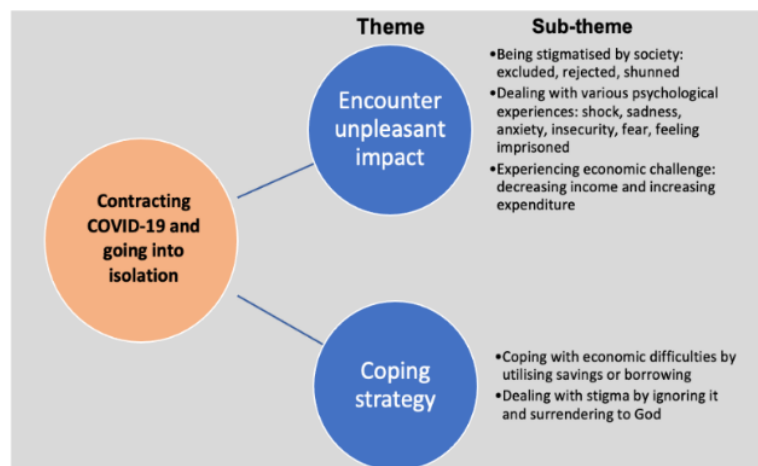 Theme
Sub-theme
Encounter
unpleasant
impact
•Being stigmatised by society:
excluded, rejected, shunned
•Dealing with various psychological
experiences: shock, sadness,
anxiety, insecurity, fear, feeling
imprisoned
•Experiencing economic challenge:
decreasing income and increasing
expenditure
Contracting
COVID-19 and
going into
isolation
Coping
strategy
•Coping with economic difficulties by
utilising savings or borrowing
•Dealing with stigma by ignoring it
and surrendering to God